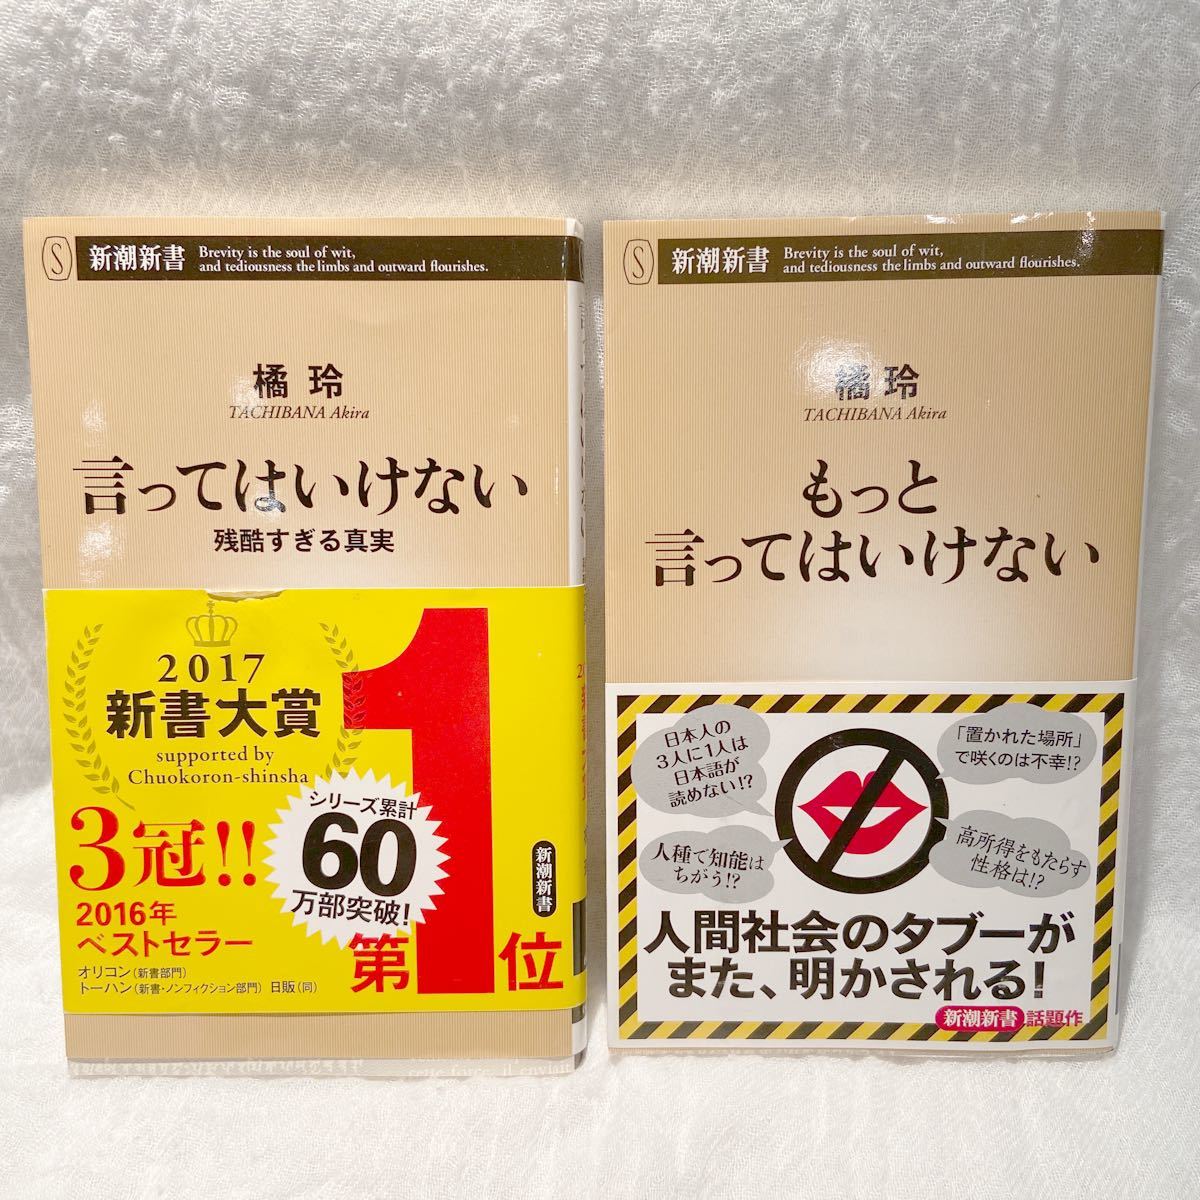 S
新潮新書
Brevity is the soul of wit,
and tediousness the limbs and outward flourishes.
橘 玲
TACHIBANA Akira
言ってはいけない
残酷すぎる真実
2017
新書大賞
supported by
Chuokoron-shinsha
1
3冠!!
シリーズ累計
60
万部突破!
新潮新書
2016年
ベストセラー
第 位
オリコン(新書部門)
トーハン(新書・ノンフィクション部門) 日販(同)
cette force, il enviait
S
新潮新書
Brevity is the soul of wit,
and tediousness the limbs and outward flourishes.
橘 玲
TACHIBANA Akira
もっと
言ってはいけない
日本人の
3人に1人は
日本語が
読めない!?
「置かれた場所」
で咲くのは不幸!?
人種で知能は
ちがう!?
高所得をもたらす
性格は!?
人間社会のタブーが
また、明かされる!
新潮新書 話題作